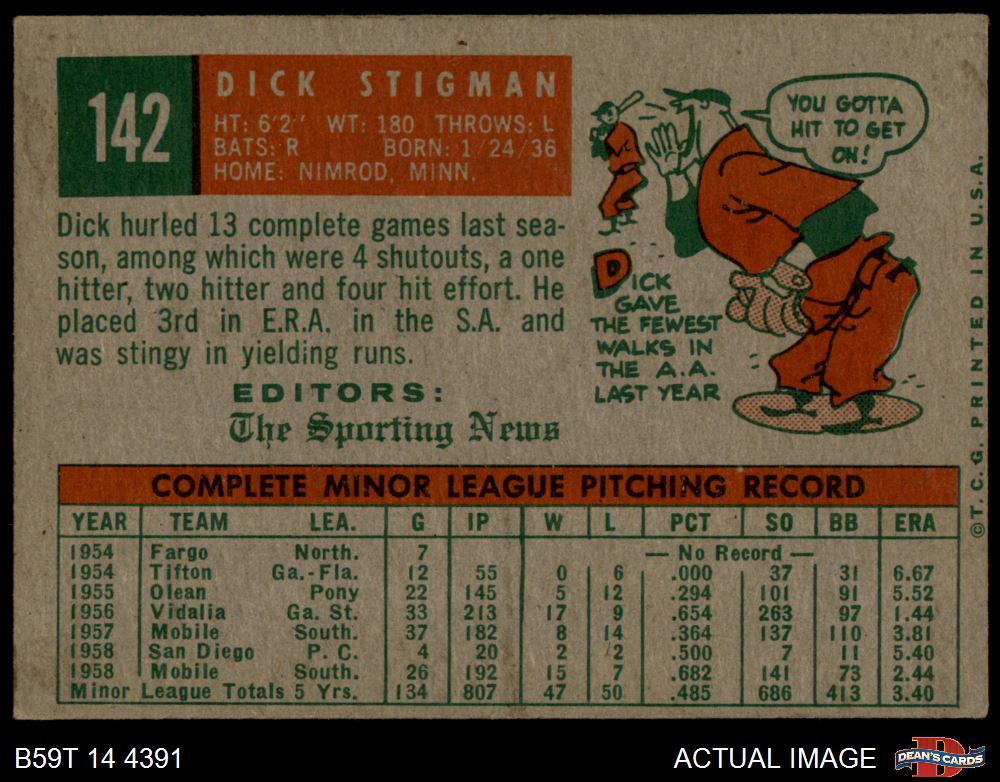 142
DICK STIGMAN
HT: 6'2" WT: 180 THROWS: L
BATS: R BORN: 1/24/36
HOME: NIMROD, MINN.
Dick hurled 13 complete games last sea-
son, among which were 4 shutouts, a one
hitter, two hitter and four hit effort. He
placed 3rd in E.R.A. in the S.A. and
was stingy in yielding runs.
EDITORS:
The Sporting News
YOU GOTTA
HIT TO GET
ON!
DICK
GAVE
THE FEWEST
WALKS IN
THE A.A.
LAST YEAR
COMPLETE MINOR LEAGUE PITCHING RECORD
YEAR TEAM LEA. G IP W L PCT SO BB ERA
1954 Fargo North. 7 — No Record —
1954 Tifton Ga.-Fla. 12 55 0 6 .000 37 31 6.67
1955 Olean Pony 22 145 5 12 .294 101 91 5.52
1956 Vidalia Ga. St. 33 213 17 9 .654 263 97 1.44
1957 Mobile South. 37 182 8 14 .364 137 110 3.81
1958 San Diego P. C. 4 20 2 2 .500 7 11 5.40
1958 Mobile South. 26 192 15 7 .682 141 73 2.44
Minor League Totals 5 Yrs. 134 807 47 50 .485 686 413 3.40
©T.C.G. PRINTED IN U.S.A.
B59T 14 4391
ACTUAL IMAGE
D
DEAN'S CARDS